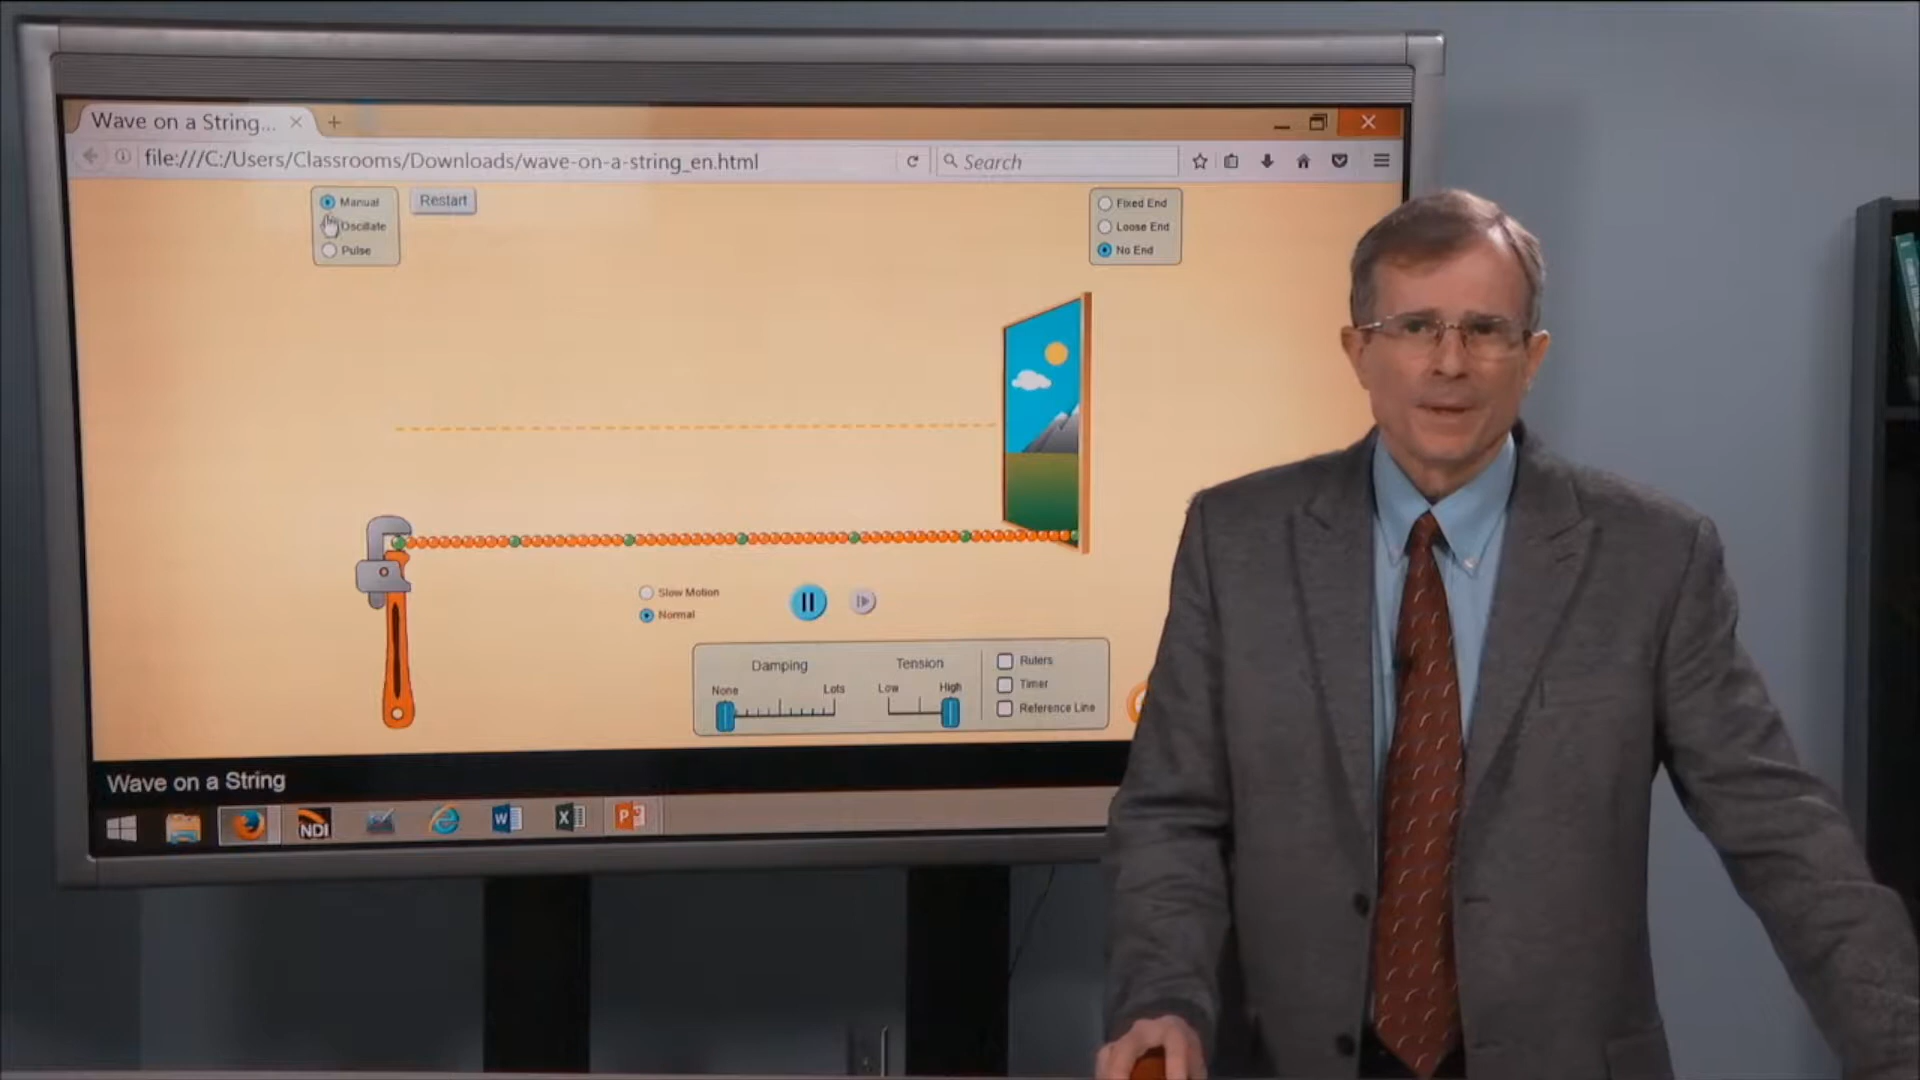 Wave on a String...
file:///C:/Users/Classrooms/Downloads/wave-on-a-string_en.html
Search
Manual
Restart
Oscillate
Pulse
Fixed End
Loose End
No End
Slow Motion
Normal
Damping
None
Lots
Tension
Low
High
Rulers
Timer
Reference Line
Wave on a String
NDI